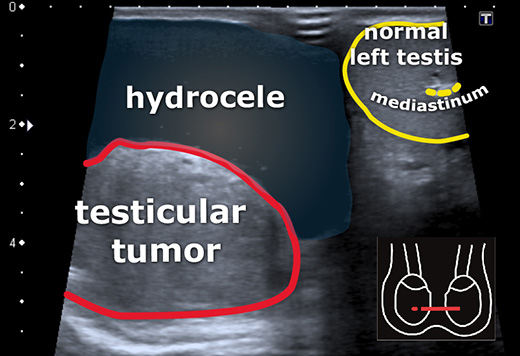 0
T
normal
left testis
mediastinum
hydrocele
2
testicular
tumor
4